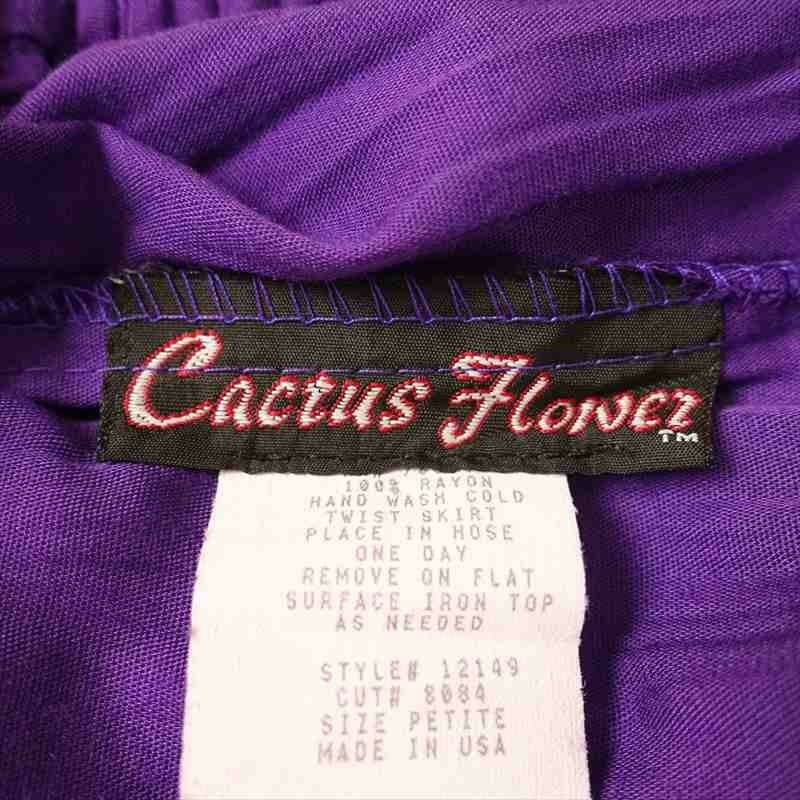 Cactus Flower
TM
100% RAYON
HAND WASH COLD
TWIST SKIRT
PLACE IN HOSE
ONE DAY
REMOVE ON FLAT
SURFACE IRON TOP
AS NEEDED
STYLE# 12149
CUT# 8084
SIZE PETITE
MADE IN USA